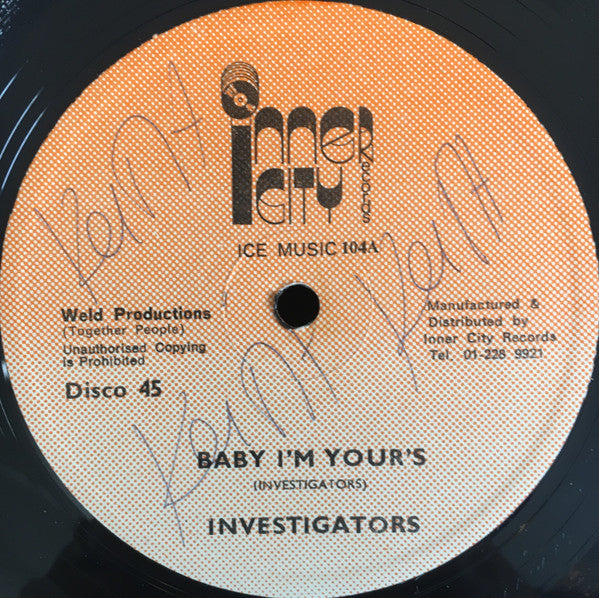 inner
CITY
RECORDS
ICE MUSIC 104A
Weld Productions
(Together People)
Unauthorised Copying
is Prohibited
Disco 45
Manufactured &
Distributed by
Inner City Records
Tel. 01-228 9921
BABY I'M YOUR'S
(INVESTIGATORS)
INVESTIGATORS